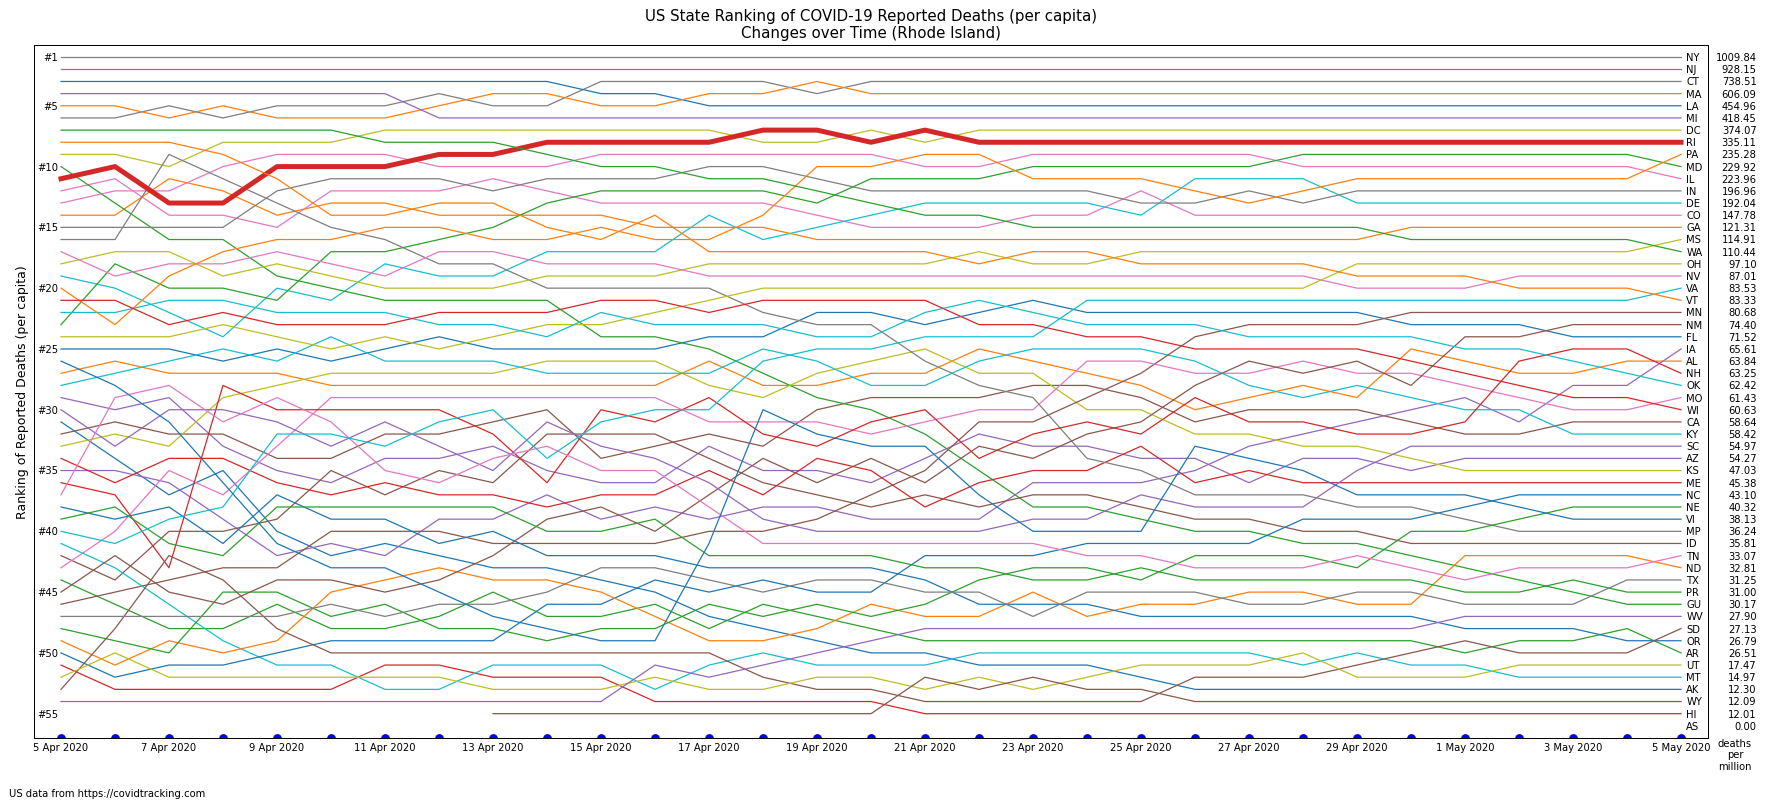 US State Ranking of COVID-19 Reported Deaths (per capita)
Changes over Time (Rhode Island)
Ranking of Reported Deaths (per capita)
#1
#5
#10
#15
#20
#25
#30
#35
#40
#45
#50
#55
NY 1009.84
NJ 928.15
CT 738.51
MA 606.09
LA 454.96
MI 418.45
DC 374.07
RI 335.11
PA 235.28
MD 229.92
IL 223.96
IN 196.96
DE 192.04
CO 147.78
GA 121.31
MS 114.91
WA 110.44
OH 97.10
NV 87.01
VA 83.53
VT 83.33
MN 80.68
NM 74.40
FL 71.52
IA 65.61
AL 63.84
NH 63.25
OK 62.42
MO 61.43
WI 60.63
CA 58.64
KY 58.42
SC 54.97
AZ 54.27
KS 47.03
ME 45.38
NC 43.10
NE 40.32
VI 38.13
MP 36.24
ID 35.81
TN 33.07
ND 32.81
TX 31.25
PR 31.00
GU 30.17
WV 27.90
SD 27.13
OR 26.79
AR 26.51
UT 17.47
MT 14.97
AK 12.30
WY 12.09
HI 12.01
AS 0.00
5 Apr 2020 7 Apr 2020 9 Apr 2020 11 Apr 2020 13 Apr 2020 15 Apr 2020 17 Apr 2020 19 Apr 2020 21 Apr 2020 23 Apr 2020 25 Apr 2020 27 Apr 2020 29 Apr 2020 1 May 2020 3 May 2020 5 May 2020
deaths
per
million
US data from https://covidtracking.com